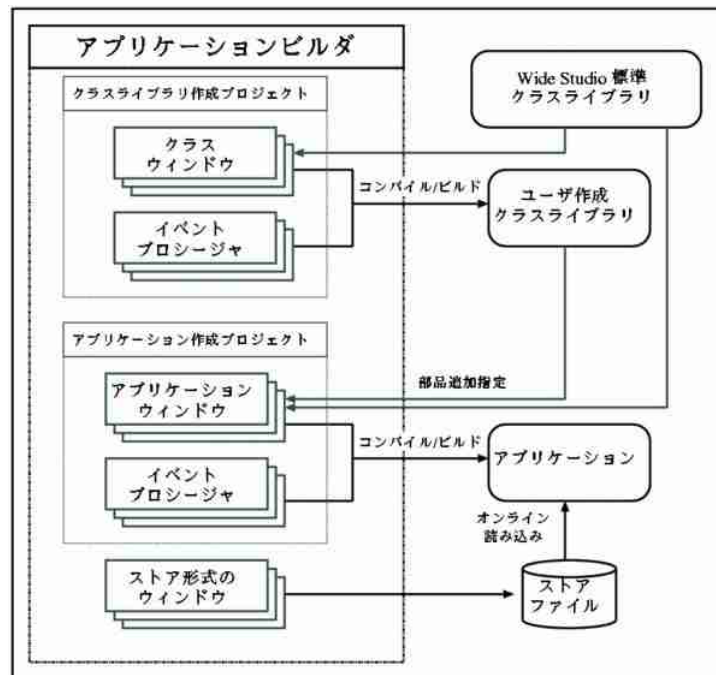 アプリケーションビルダ
クラスライブラリ作成プロジェクト
クラス
ウィンドウ
イベント
プロシージャ
Wide Studio 標準
クラスライブラリ
コンパイル/ビルド
ユーザ作成
クラスライブラリ
アプリケーション作成プロジェクト
アプリケーション
ウィンドウ
イベント
プロシージャ
部品追加指定
コンパイル/ビルド
アプリケーション
オンライン
読み込み
ストア形式の
ウィンドウ
ストア
ファイル